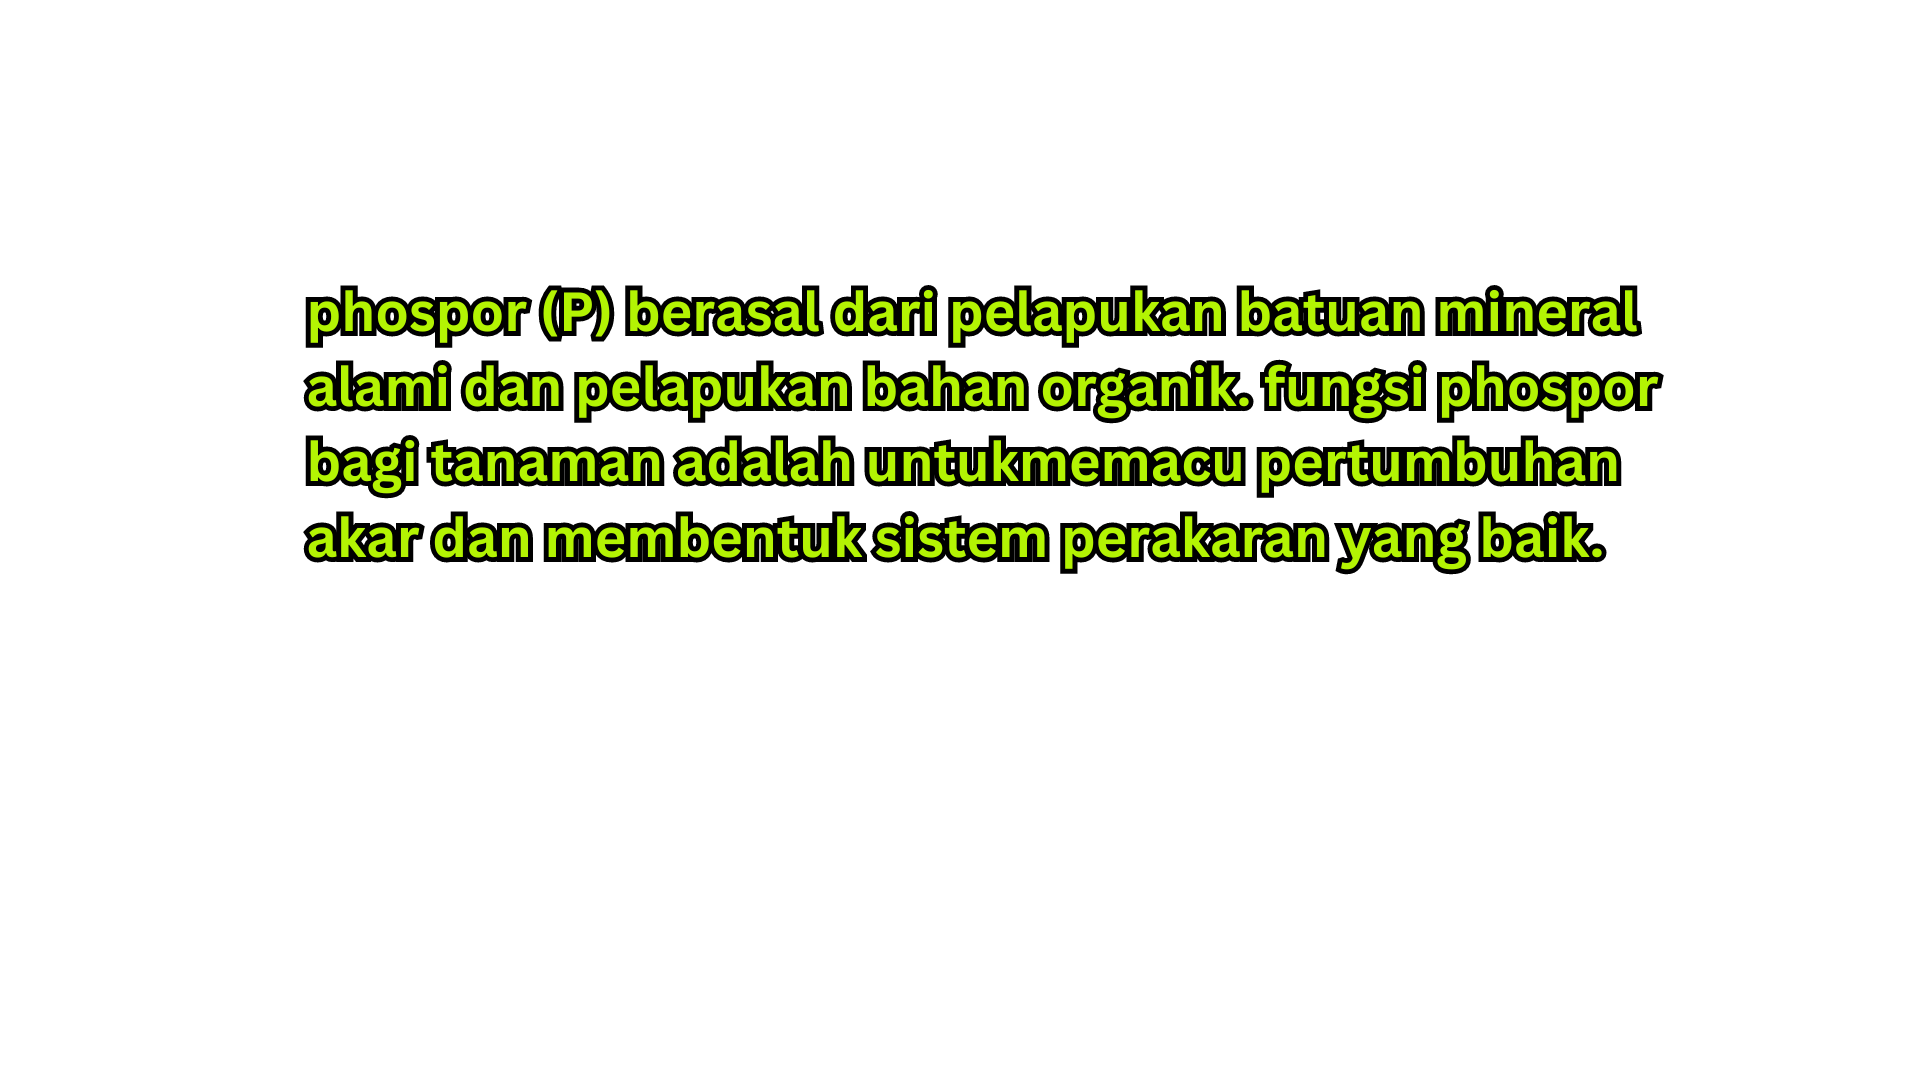 phospor (P) berasal dari pelapukan batuan mineral
alami dan pelapukan bahan organik. fungsi phospor
bagi tanaman adalah untukmemacu pertumbuhan
akar dan membentuk sistem perakaran yang baik.